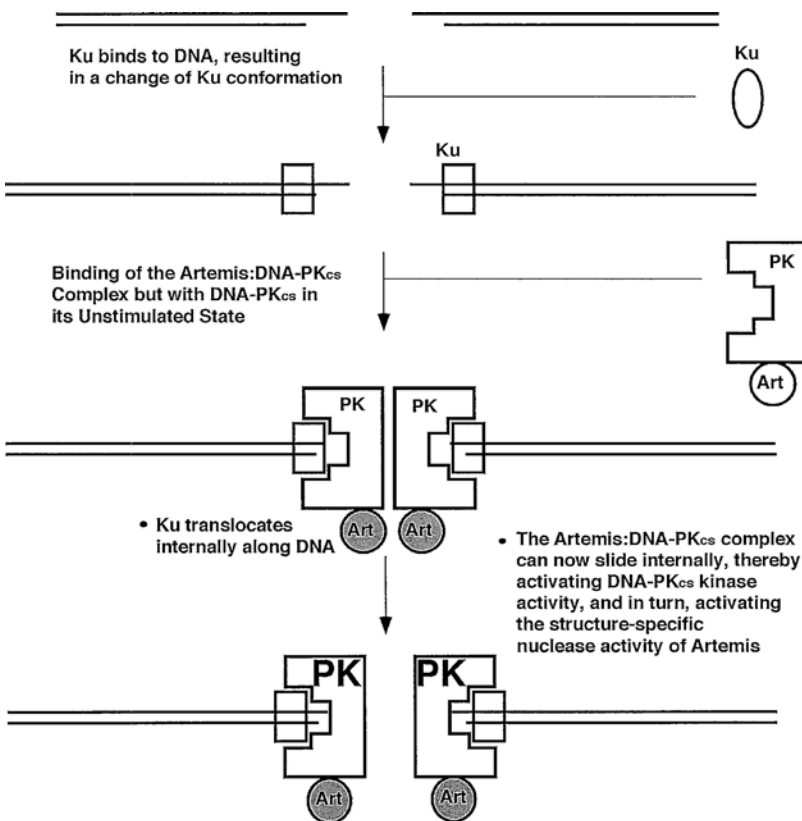 Ku binds to DNA, resulting
in a change of Ku conformation
Ku
Ku
Binding of the Artemis:DNA-PKcs
Complex but with DNA-PKcs in
its Unstimulated State
PK
Art
PK
PK
Art
Art
• Ku translocates
internally along DNA
• The Artemis:DNA-PKcs complex
can now slide internally, thereby
activating DNA-PKcs kinase
activity, and in turn, activating
the structure-specific
nuclease activity of Artemis
PK
PK
Art
Art